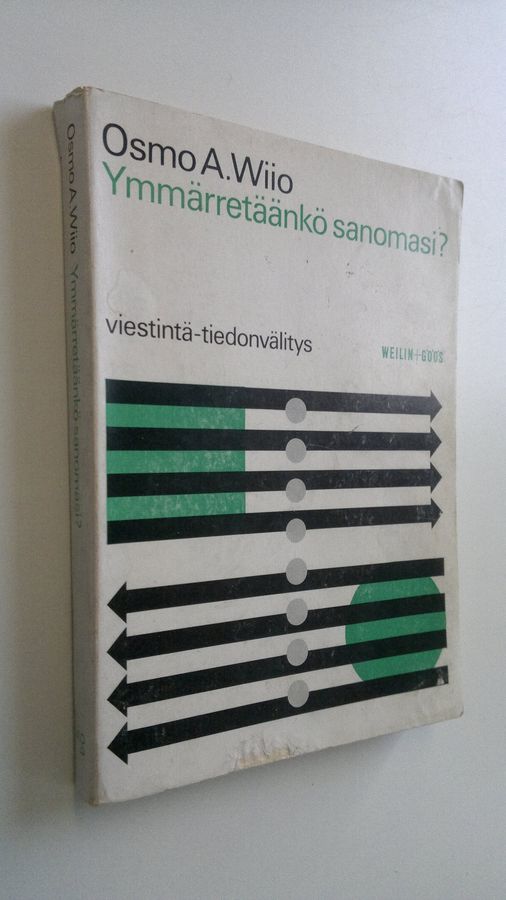 Osmo A. Wiio
Ymmärretäänkö sanomasi?
viestintä-tiedonvälitys
WEILIN+GÖÖS
Osmo A. Wiio Ymmärretäänkö sanomasi?